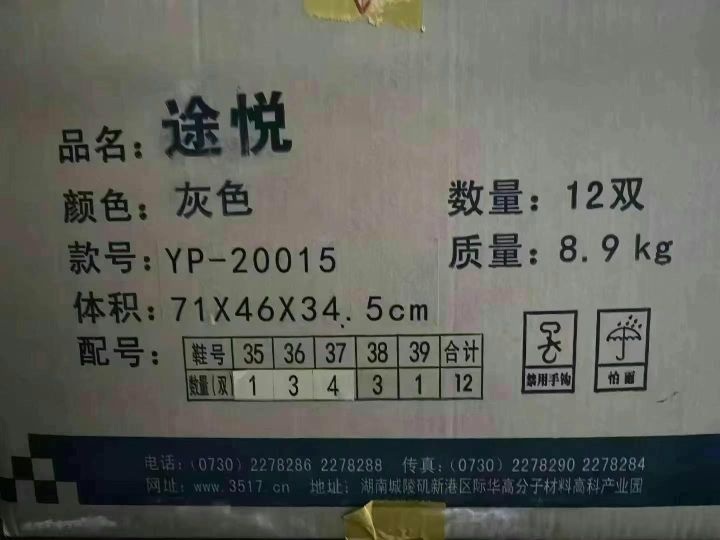 品名：途悦
颜色：灰色 数量：12双
款号：YP-20015 质量：8.9kg
体积：71X46X34.5cm
配号：
鞋号 35 36 37 38 39 合计
数量(双) 1 3 4 3 1 12
禁用手钩 怕雨
电话：(0730) 2278286 2278288 传真：(0730) 2278290 2278284
网址：www.3517.cn 地址：湖南城陵矶新港区际华高分子材料高科产业园